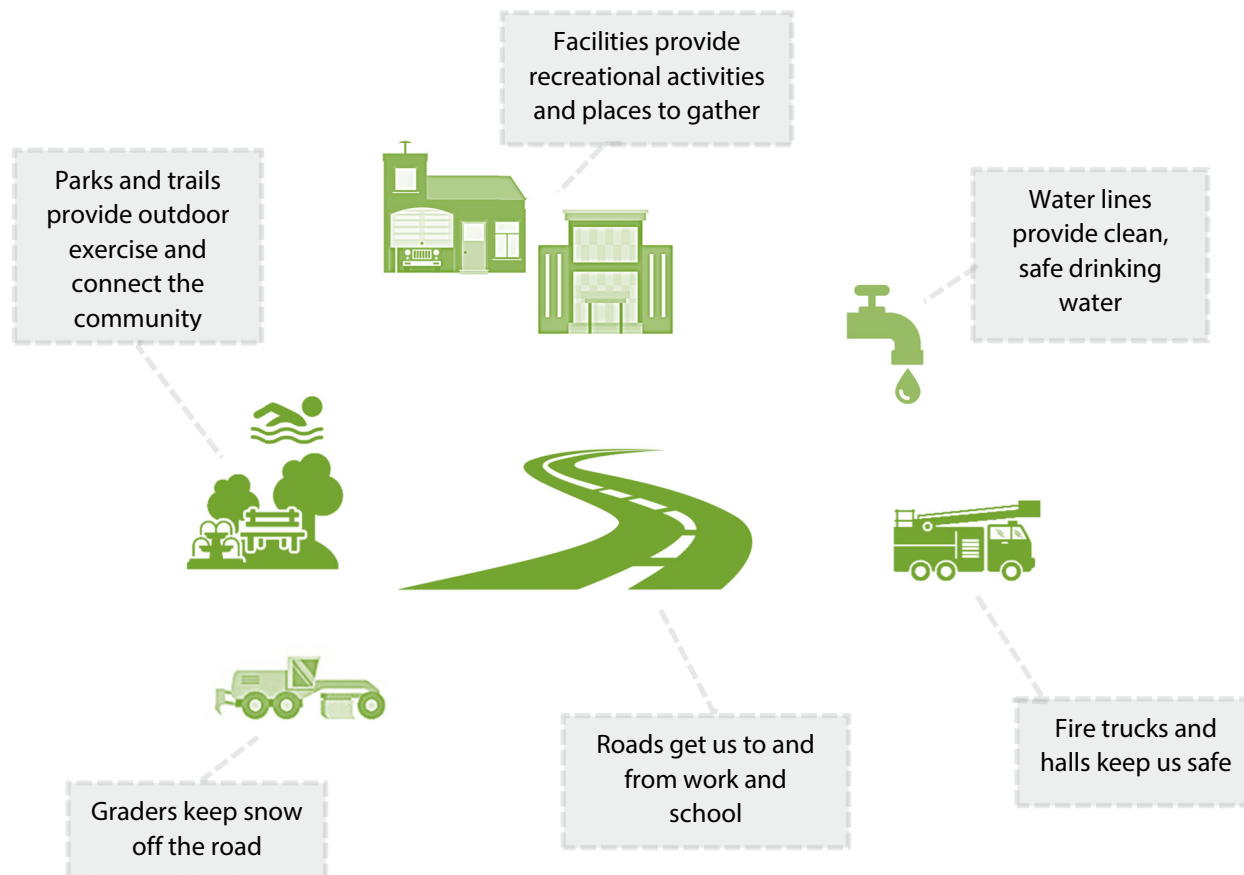 Facilities provide
recreational activities
and places to gather
Parks and trails
provide outdoor
exercise and
connect the
community
Water lines
provide clean,
safe drinking
water
Roads get us to and
from work and
school
Fire trucks and
halls keep us safe
Graders keep snow
off the road